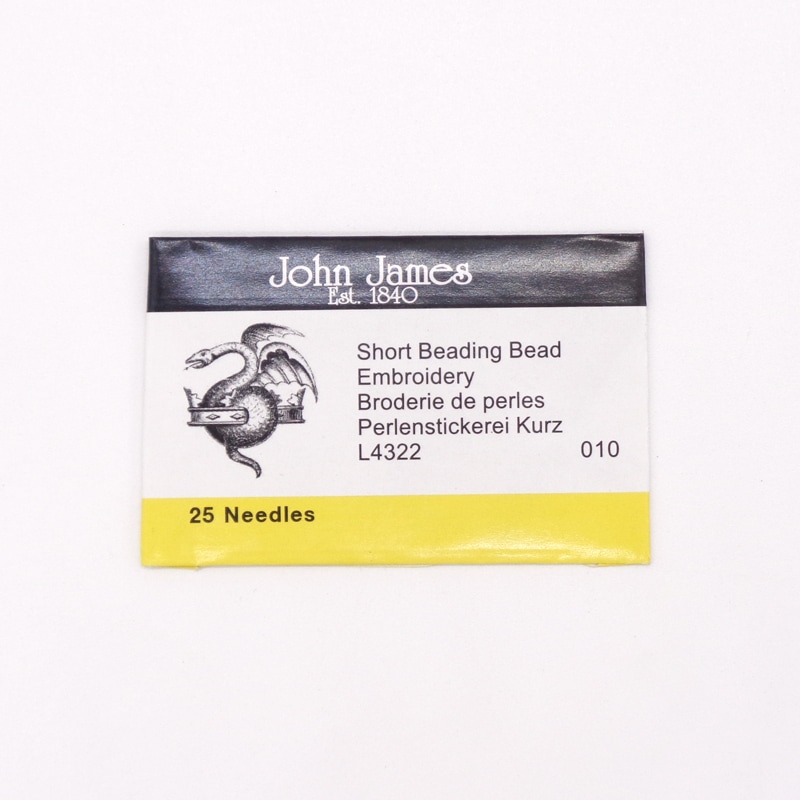 John James
Est. 1840
Short Beading Bead
Embroidery
Broderie de perles
Perlenstickerei Kurz
L4322 010
25 Needles